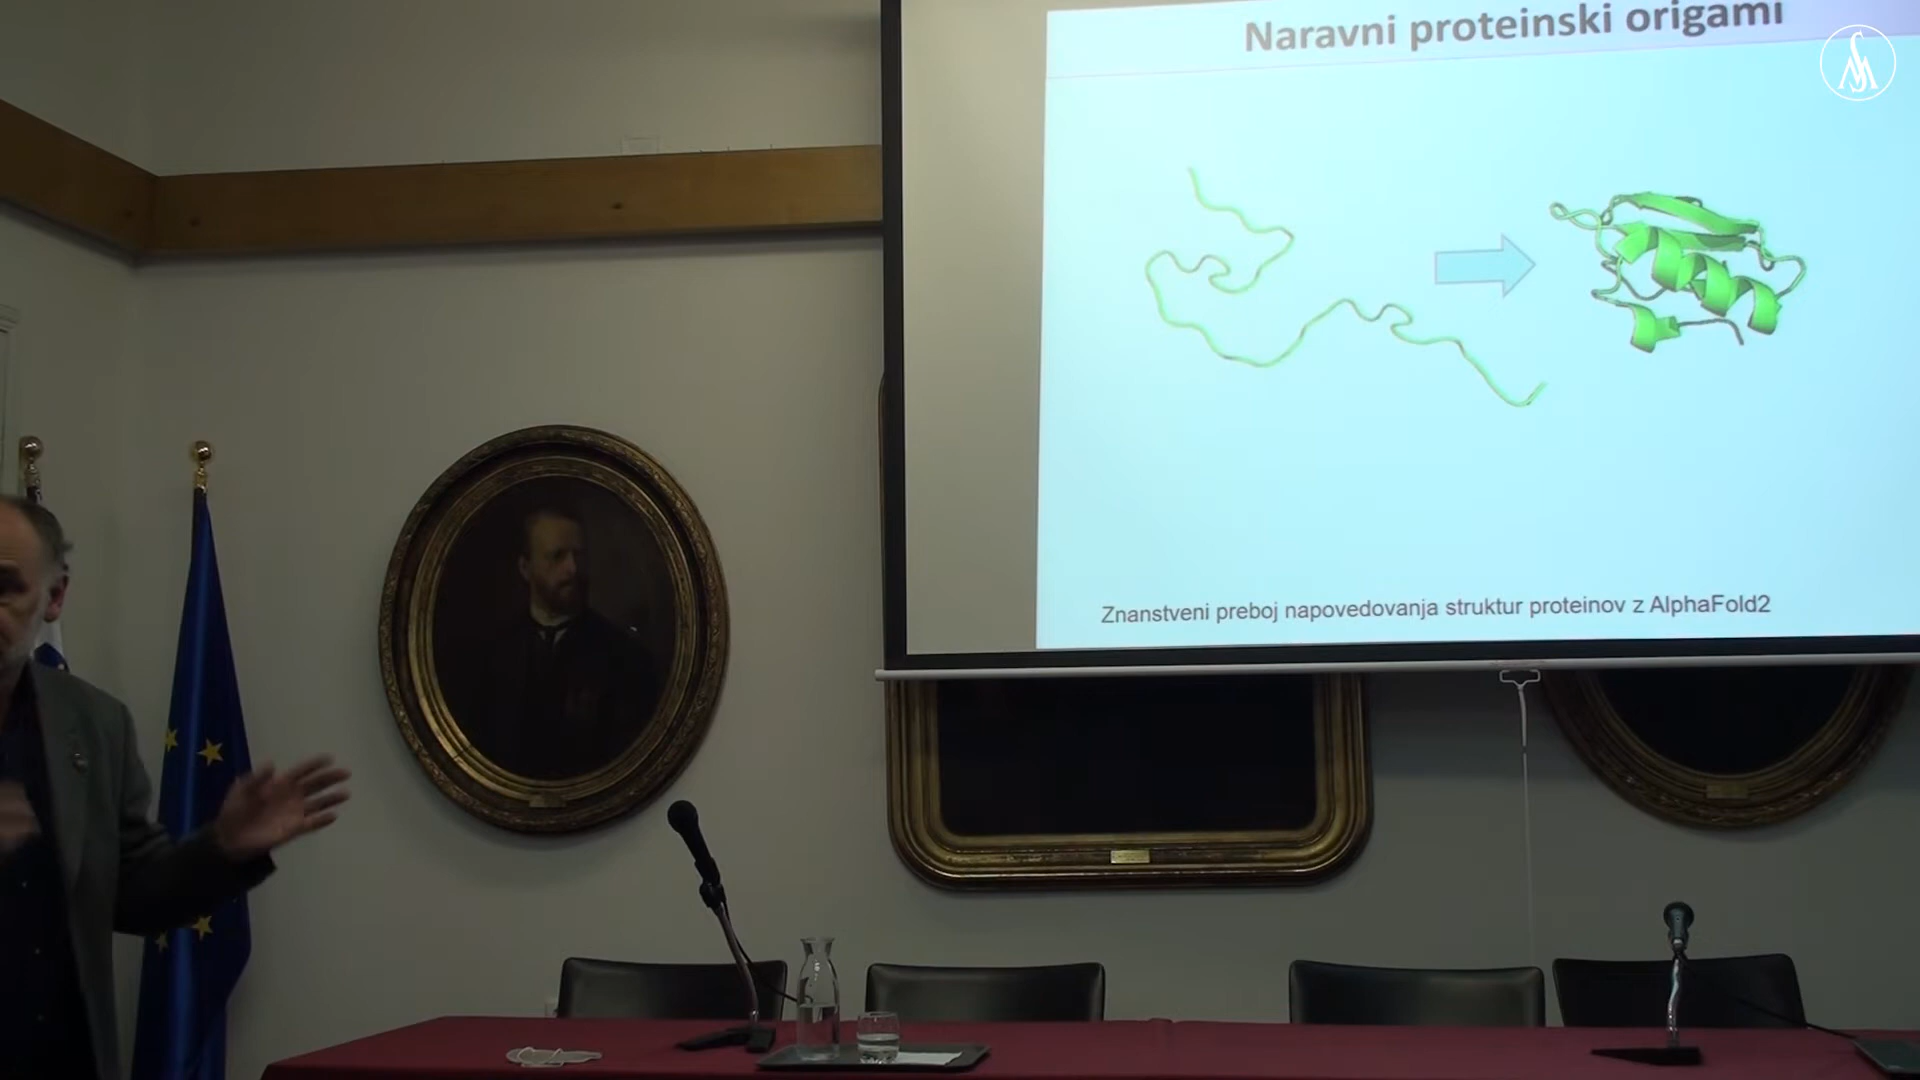 Naravni proteinski origami
Znanstveni preboj napovedovanja struktur proteinov z AlphaFold2